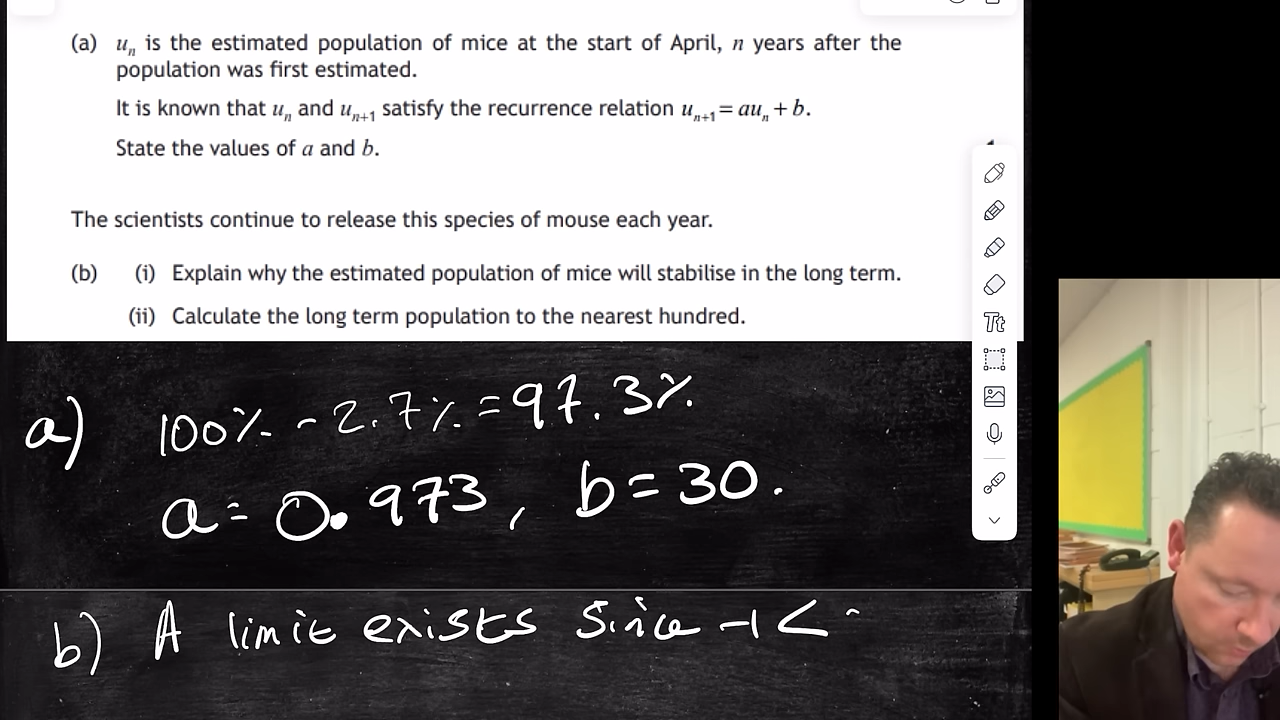 (a) uₙ is the estimated population of mice at the start of April, n years after the
population was first estimated.
It is known that uₙ and uₙ₊₁ satisfy the recurrence relation uₙ₊₁ = auₙ + b.
State the values of a and b.
The scientists continue to release this species of mouse each year.
(b) (i) Explain why the estimated population of mice will stabilise in the long term.
(ii) Calculate the long term population to the nearest hundred.
Tt
a) 100% - 2.7% = 97.3%
a = 0.973, b = 30.
b) A limit exists since -1 <